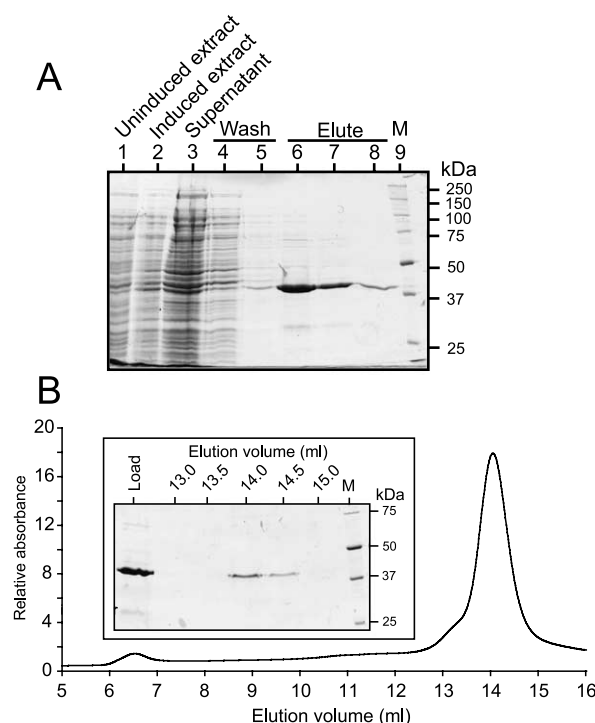 A
Uninduced extract
Induced extract
Supernatant
Wash
Elute
M
1 2 3 4 5 6 7 8 9
kDa
250
150
100
75
50
37
25
B
Elution volume (ml)
Load 13.0 13.5 14.0 14.5 15.0 M
kDa
75
50
37
25
Relative absorbance
20
16
12
8
4
0
5 6 7 8 9 10 11 12 13 14 15 16
Elution volume (ml)